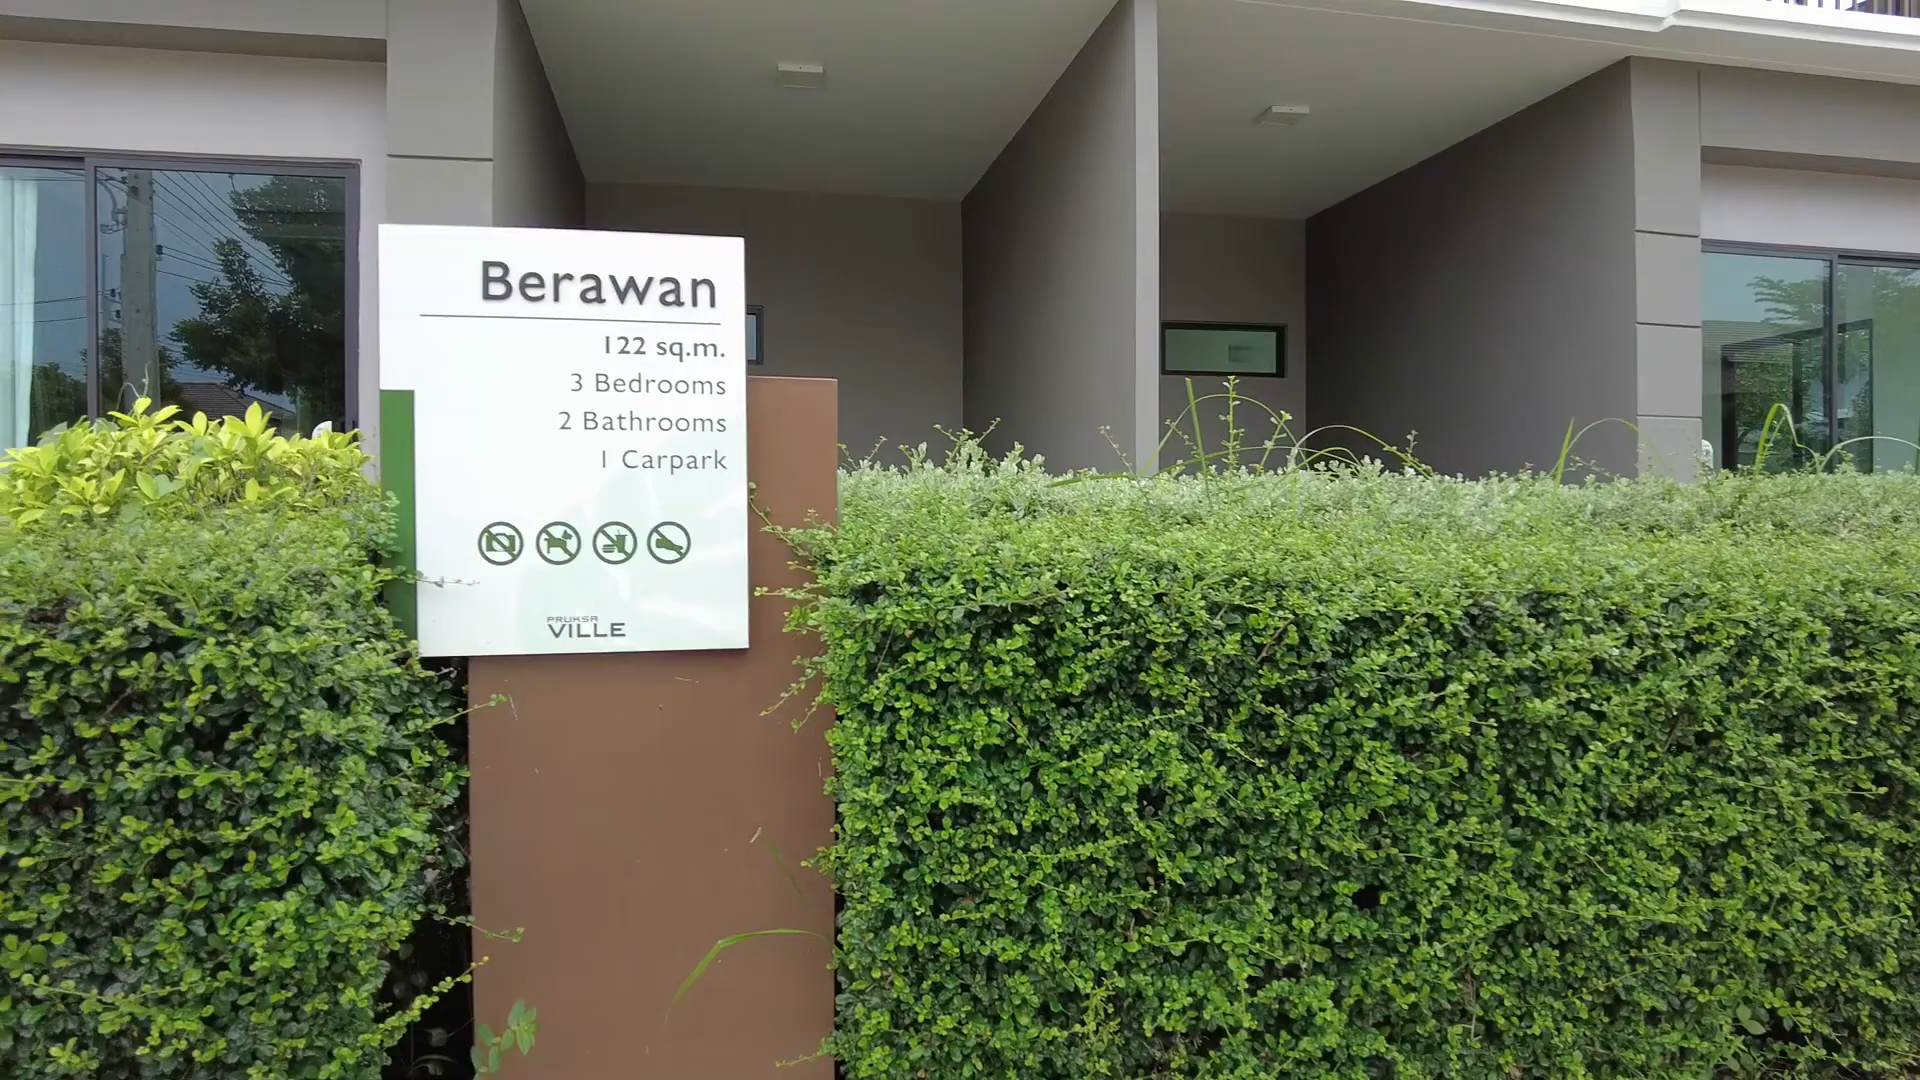 Berawan
122 sq.m.
3 Bedrooms
2 Bathrooms
1 Carpark
PRUKSA
VILLE